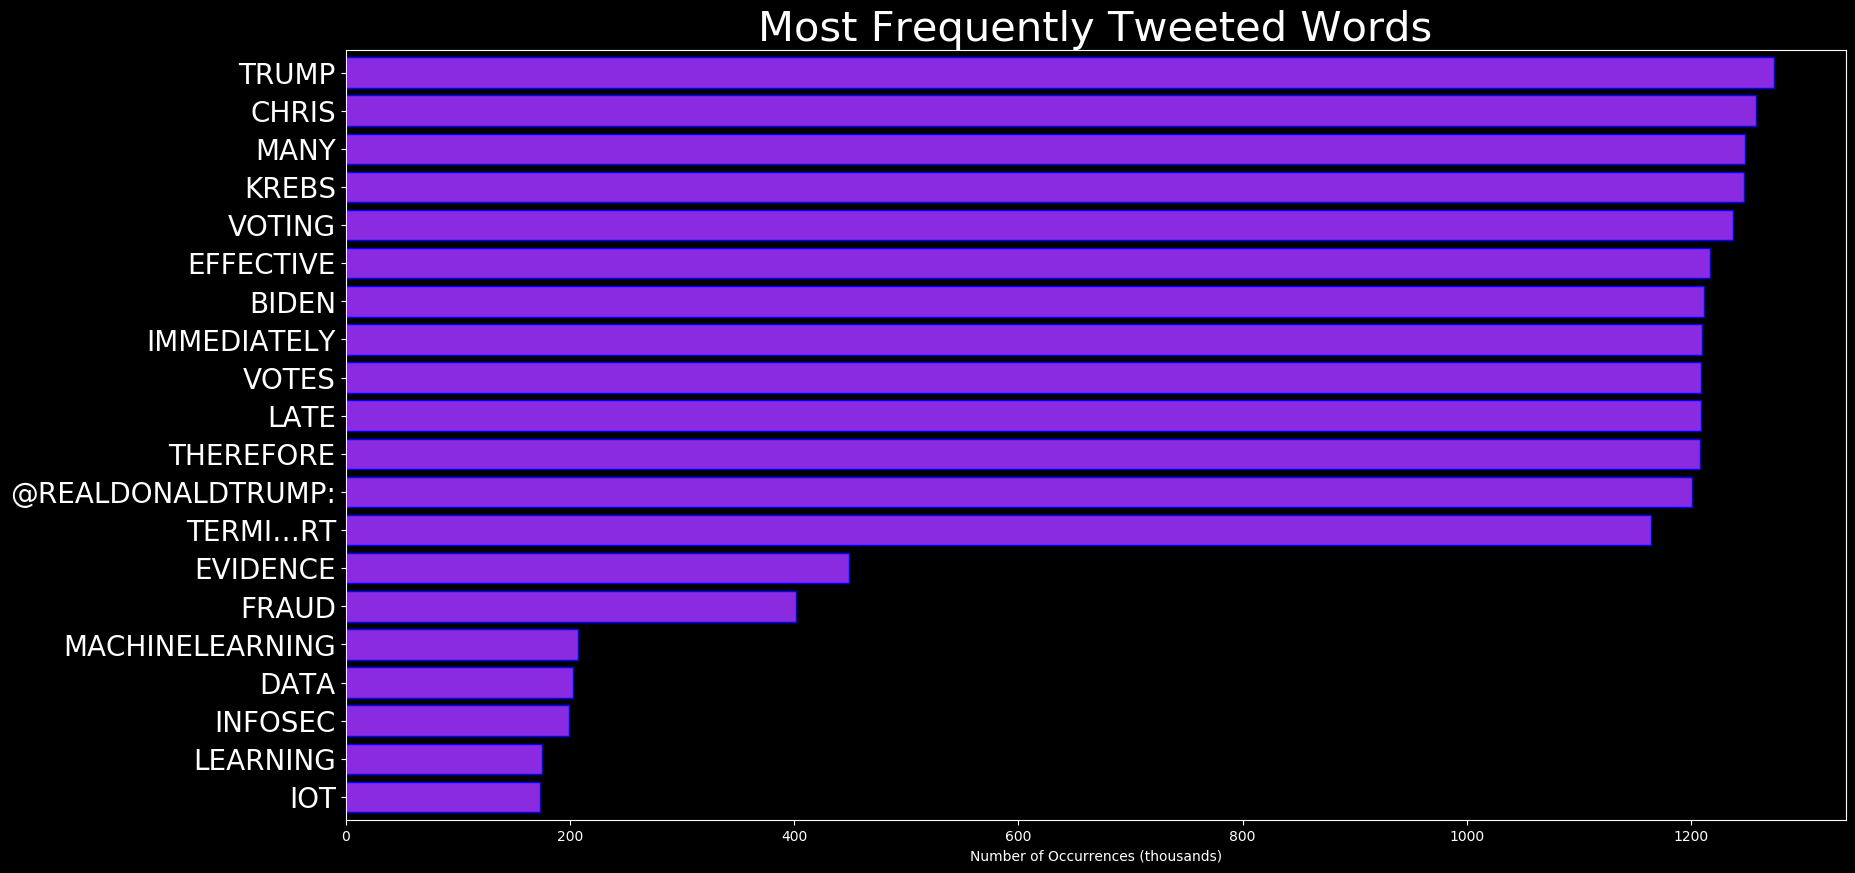 Most Frequently Tweeted Words
TRUMP
CHRIS
MANY
KREBS
VOTING
EFFECTIVE
BIDEN
IMMEDIATELY
VOTES
LATE
THEREFORE
@REALDONALDTRUMP:
TERMI…RT
EVIDENCE
FRAUD
MACHINELEARNING
DATA
INFOSEC
LEARNING
IOT
0 200 400 600 800 1000 1200
Number of Occurrences (thousands)